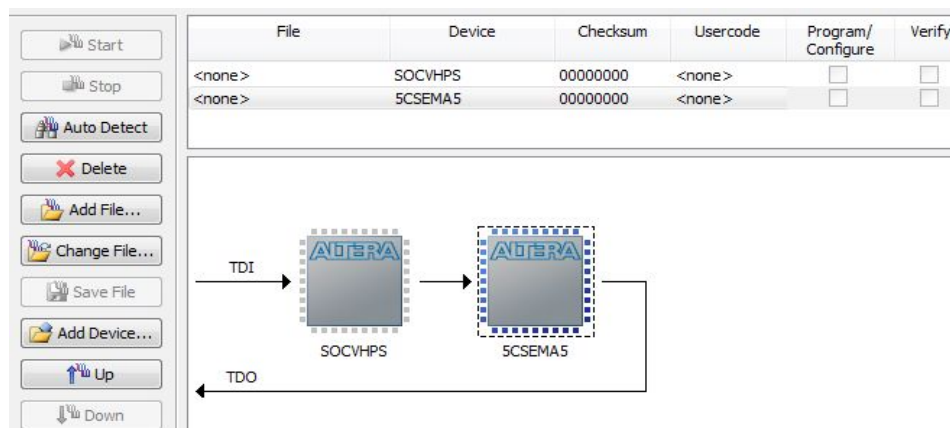 Start
Stop
Auto Detect
Delete
Add File...
Change File...
Save File
Add Device...
Up
Down
File Device Checksum Usercode Program/ Configure Verify
<none> SOCVHPS 00000000 <none>
<none> 5CSEMA5 00000000 <none>
TDI
ALTERA
ALTERA
SOCVHPS
5CSEMA5
TDO